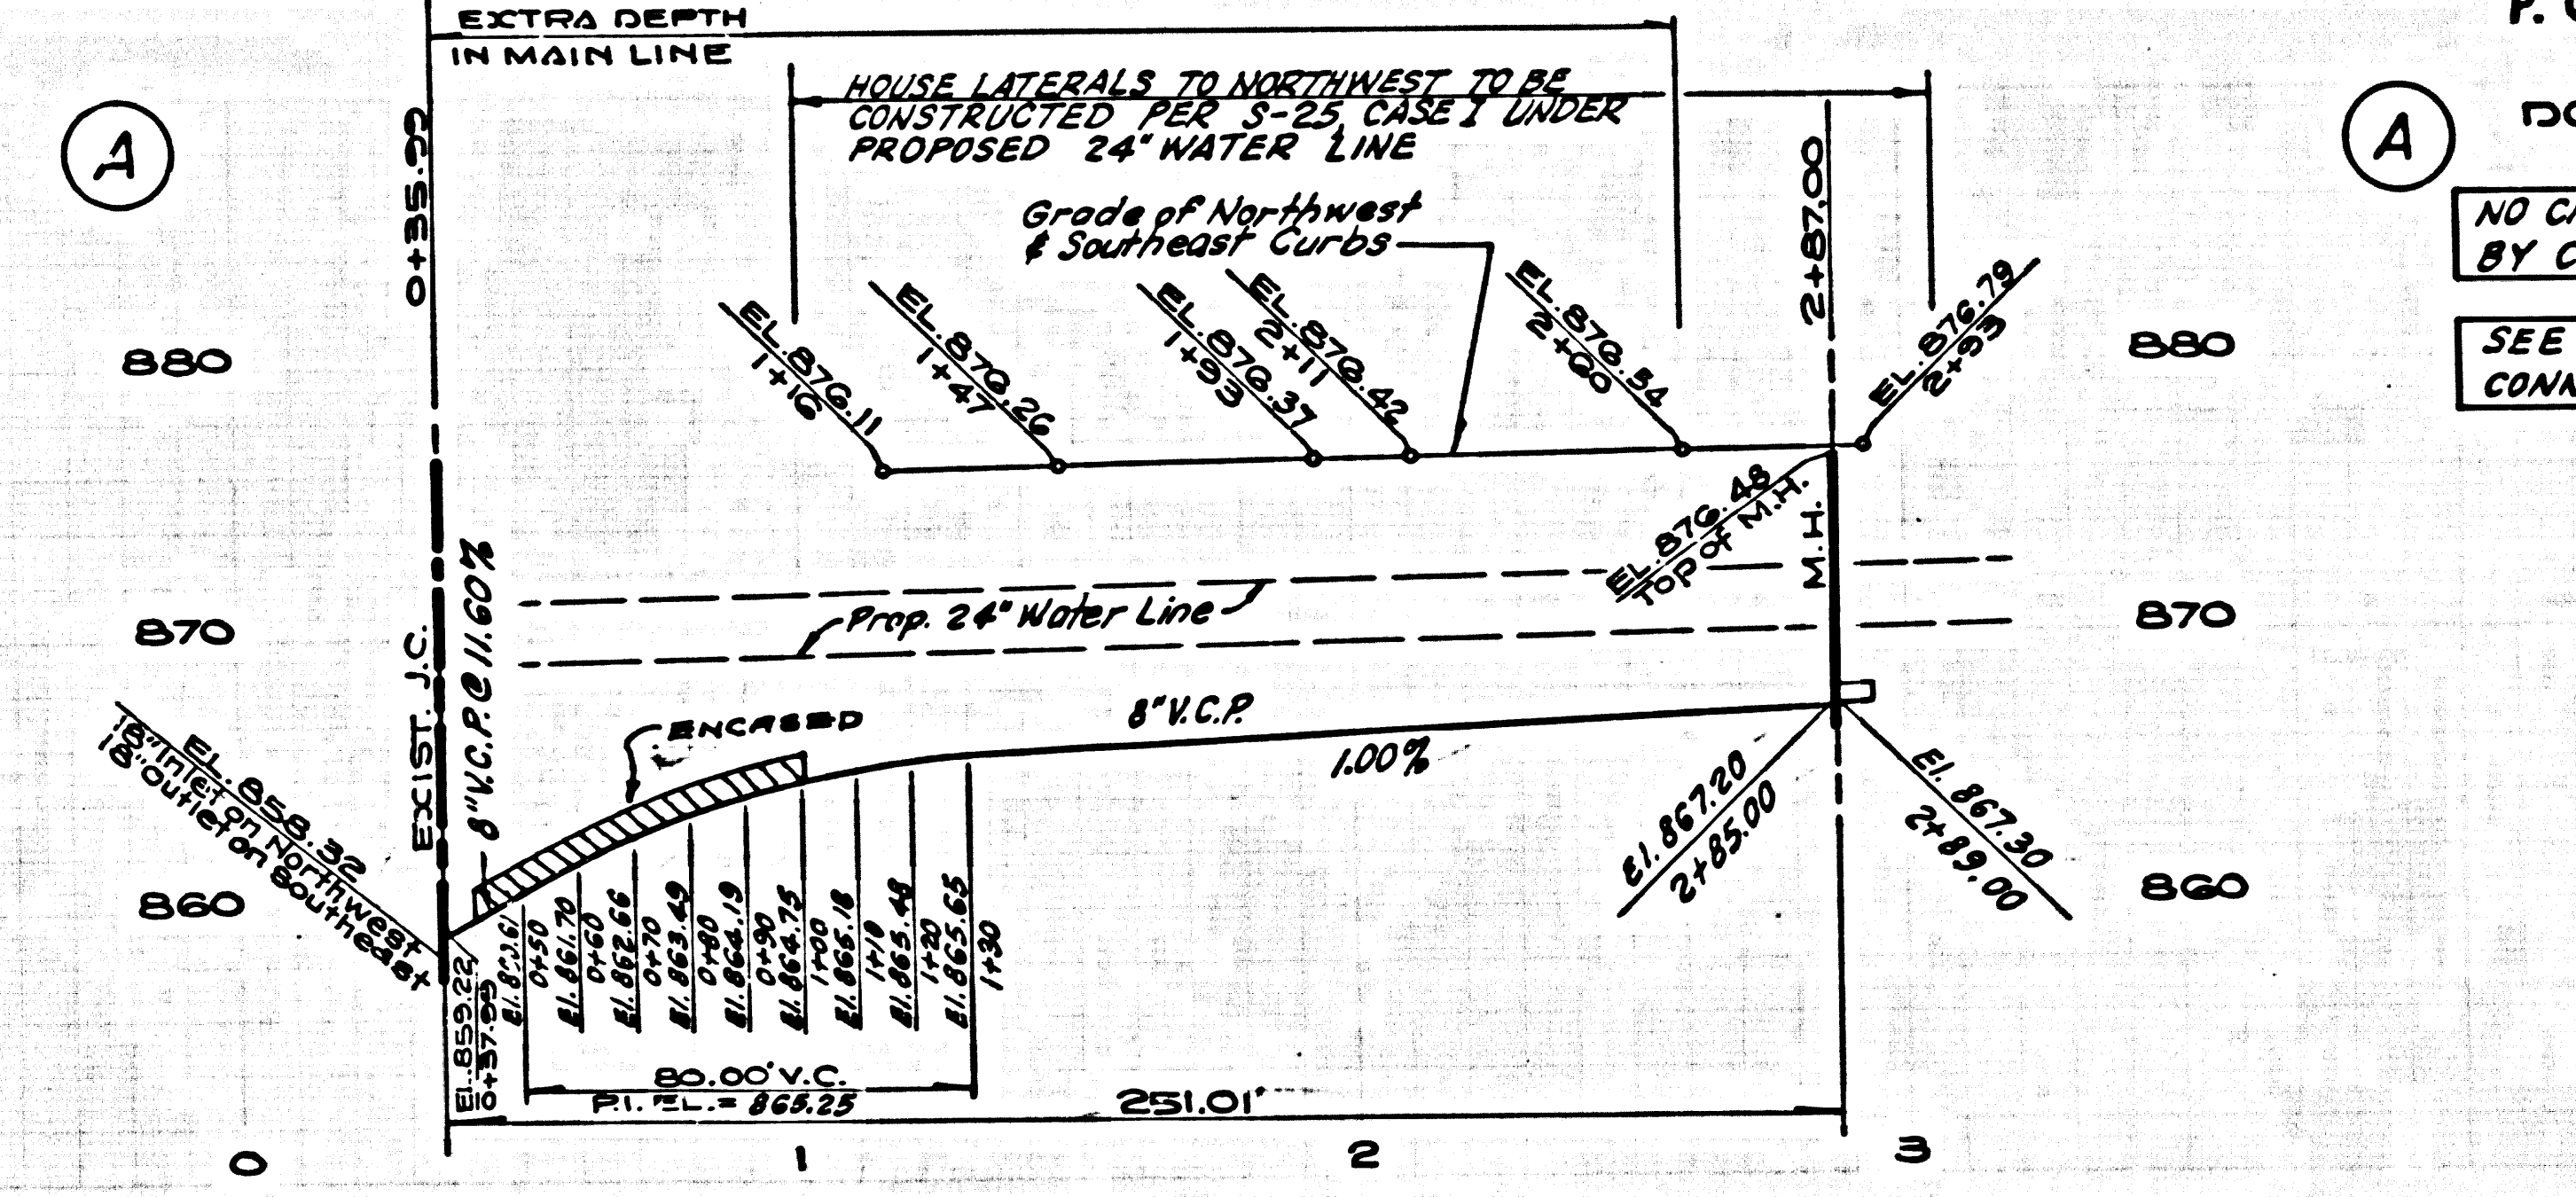 EXTRA DEPTH
IN MAIN LINE
P.
A
HOUSE LATERALS TO NORTHWEST TO BE
CONSTRUCTED PER S-25, CASE I UNDER
PROPOSED 24" WATER LINE
A
0+35.99
2+87.00
NO
BY
Grade of Northwest
& Southeast Curbs
SEE
880
EL.876.11
1+16
EL.876.26
1+47
EL.876.37
1+93
EL.876.42
2+11
EL.876.54
2+60
EL.876.79
2+93
880
EL.876.48
TOP OF M.H.
M.H.
8" V.C.P. @ 11.60%
870
Prop. 24" Water Line
870
EXIST. J.C.
ENCASED
8" V.C.P.
1.00%
EL. 858.32
18" Inlet on Northwest
18" Outlet on Southeast
El. 867.20
2+85.00
El. 867.30
2+89.00
860
860
El. 859.22
0+37.99
0+50
El. 861.70
0+60
El. 862.66
0+70
El. 863.49
0+80
El. 864.19
0+90
El. 864.75
1+00
El. 865.18
1+10
El. 865.48
1+20
El. 865.65
1+30
80.00' V.C.
P.I. EL. = 865.25
251.01'
0
1
2
3